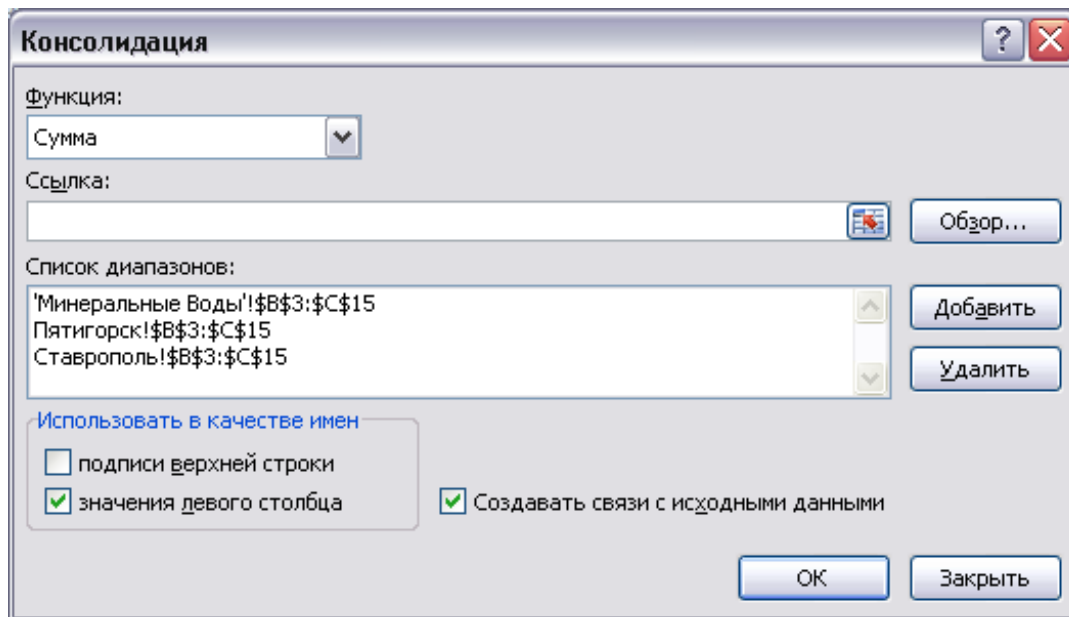 Консолидация
Функция:
Сумма
Ссылка:
Обзор...
Список диапазонов:
'Минеральные Воды'!$B$3:$C$15
Пятигорск!$B$3:$C$15
Ставрополь!$B$3:$C$15
Добавить
Удалить
Использовать в качестве имен
подписи верхней строки
значения левого столбца
Создавать связи с исходными данными
ОК
Закрыть